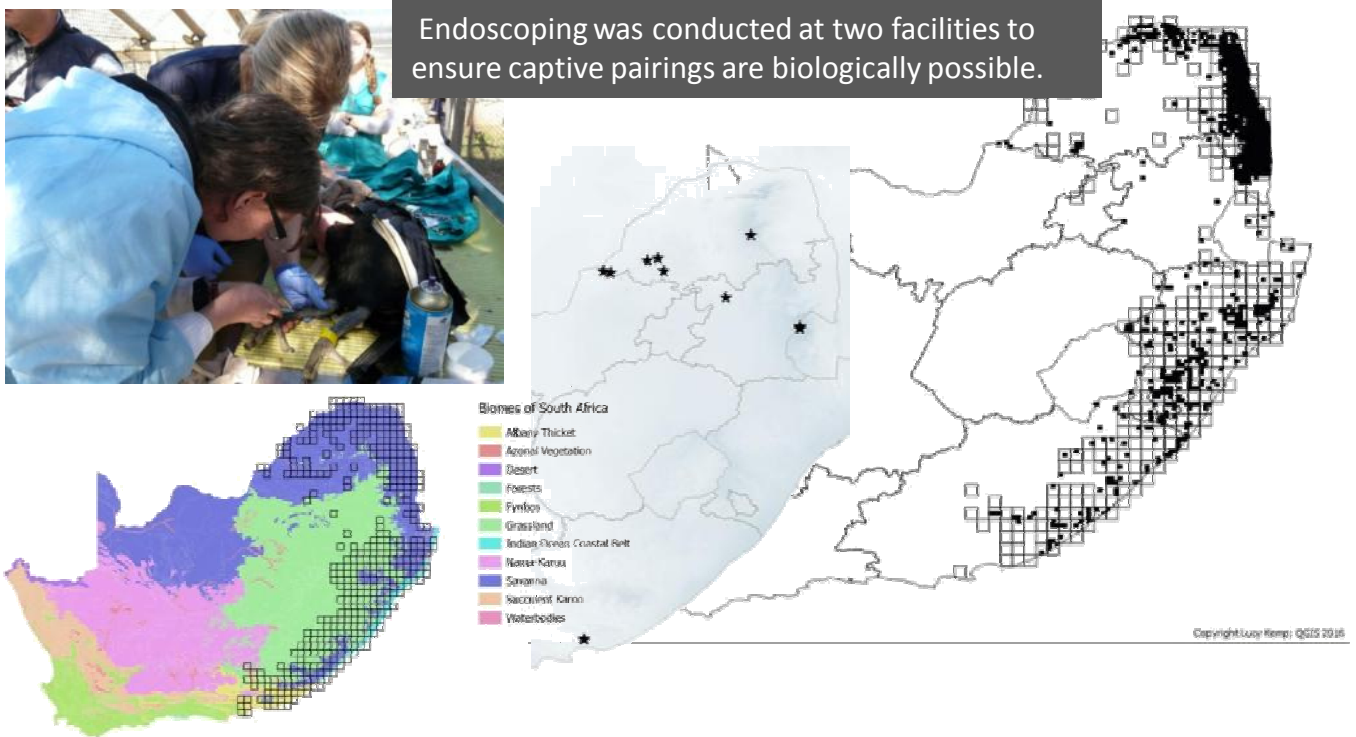 Endoscoping was conducted at two facilities to
ensure captive pairings are biologically possible.
Biomes of South Africa
Albany Thicket
Azonal Vegetation
Desert
Forests
Fynbos
Grassland
Indian Ocean Coastal Belt
Nama-Karoo
Savanna
Succulent Karoo
Waterbodies
Copyright Lucy Kemp; QGIS 2016